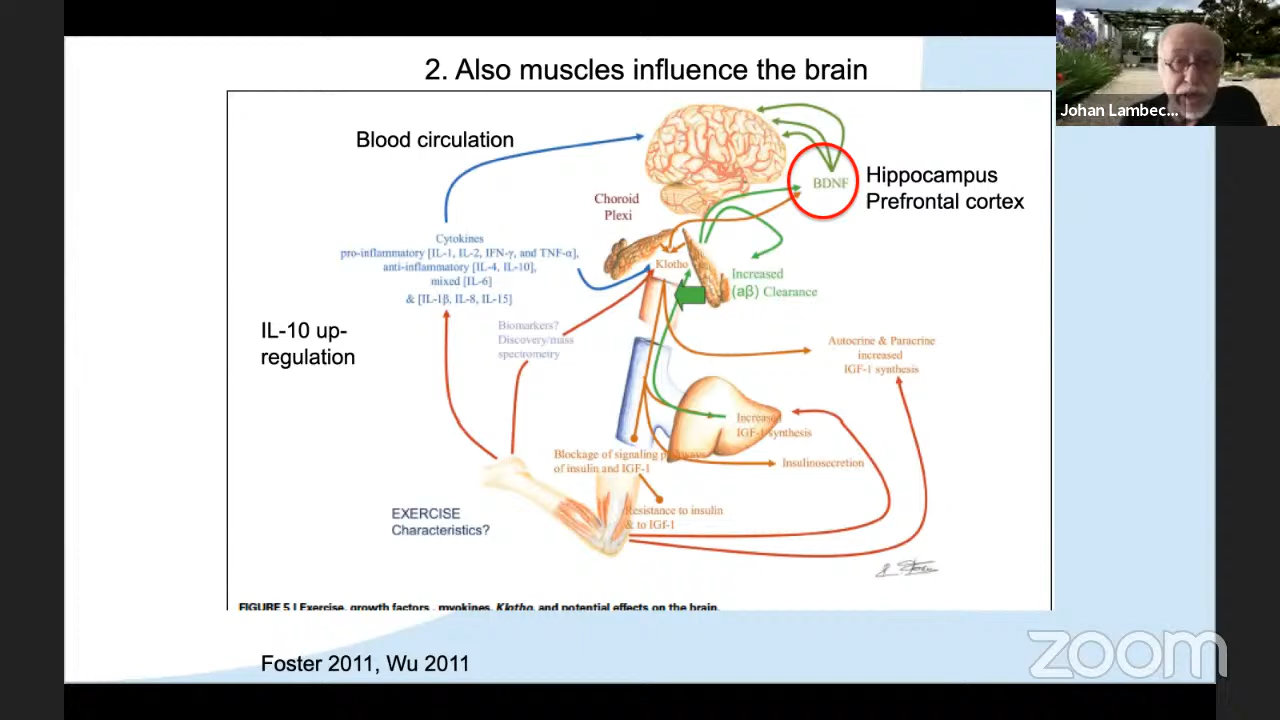 2. Also muscles influence the brain
Johan Lambec...
Blood circulation
BDNF
Hippocampus
Prefrontal cortex
Choroid
Plexi
Cytokines
pro-inflammatory [IL-1, IL-2, IFN-γ, and TNF-α],
anti-inflammatory [IL-4, IL-10],
mixed [IL-6]
& [IL-1β, IL-8, IL-15]
Klotho
Increased
(aβ) Clearance
IL-10 up-
regulation
Biomarkers?
Discovery/mass
spectrometry
Autocrine & Paracrine
increased
IGF-1 synthesis
Increased
IGF-1 synthesis
Blockage of signaling pathways
of insulin and IGF-1
Insulinosecretion
EXERCISE
Characteristics?
Resistance to insulin
& to IGf-1
FIGURE 5 | Exercise, growth factors, myokines, Klotho, and potential effects on the brain.
Foster 2011, Wu 2011
zoom